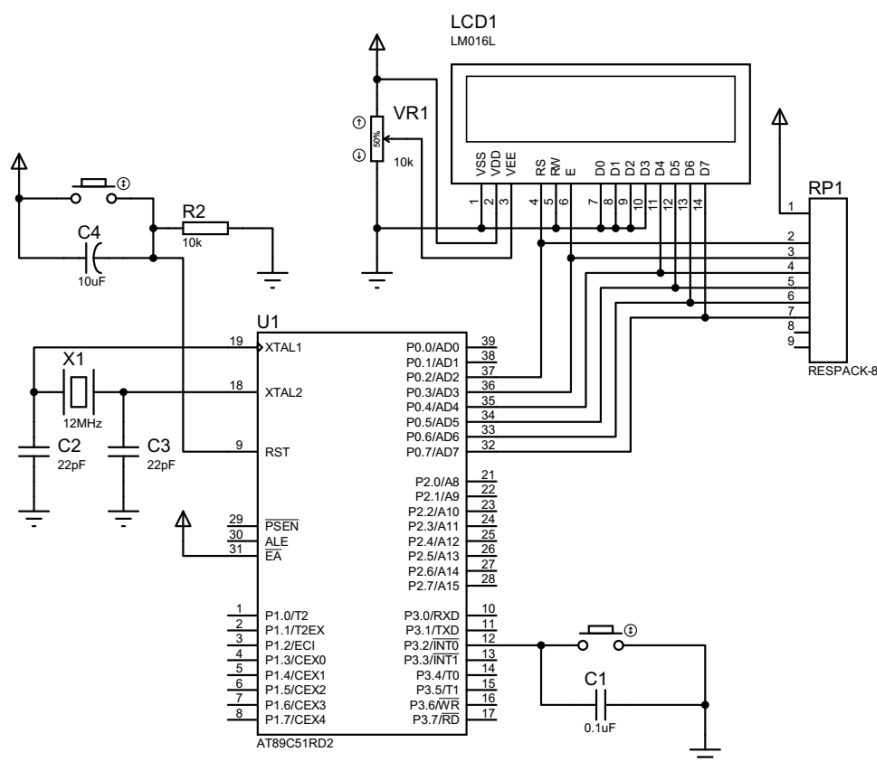 LCD1
LM016L
VR1
50%
10k
VSS
VDD
VEE
RS
RW
E
D0
D1
D2
D3
D4
D5
D6
D7
1
2
3
4
5
6
7
8
9
10
11
12
13
14
RP1
1
2
3
4
5
6
7
8
9
RESPACK-8
R2
10k
C4
10uF
X1
12MHz
C2
22pF
C3
22pF
U1
19 XTAL1
18 XTAL2
9 RST
29 PSEN
30 ALE
31 EA
1 P1.0/T2
2 P1.1/T2EX
3 P1.2/ECI
4 P1.3/CEX0
5 P1.4/CEX1
6 P1.5/CEX2
7 P1.6/CEX3
8 P1.7/CEX4
P0.0/AD0 39
P0.1/AD1 38
P0.2/AD2 37
P0.3/AD3 36
P0.4/AD4 35
P0.5/AD5 34
P0.6/AD6 33
P0.7/AD7 32
P2.0/A8 21
P2.1/A9 22
P2.2/A10 23
P2.3/A11 24
P2.4/A12 25
P2.5/A13 26
P2.6/A14 27
P2.7/A15 28
P3.0/RXD 10
P3.1/TXD 11
P3.2/INT0 12
P3.3/INT1 13
P3.4/T0 14
P3.5/T1 15
P3.6/WR 16
P3.7/RD 17
AT89C51RD2
C1
0.1uF